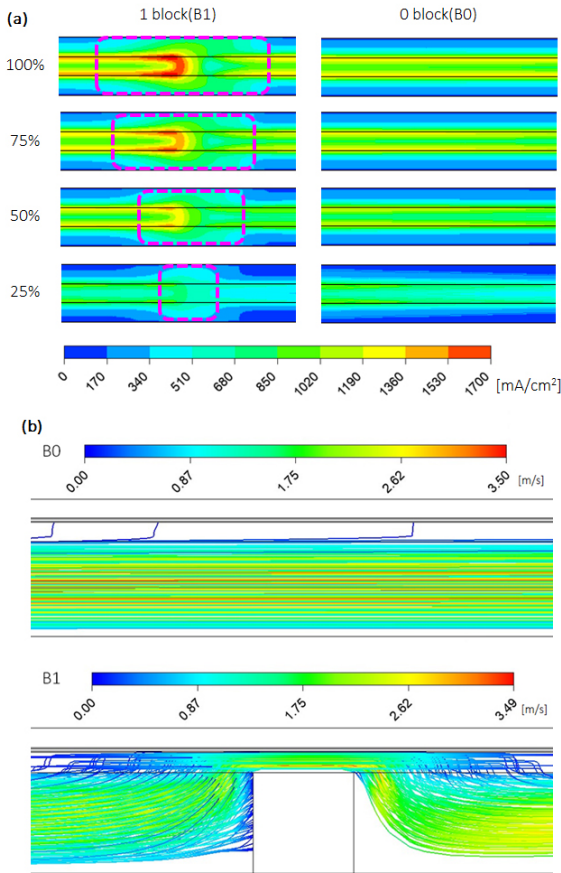 (a)
1 block(B1) 0 block(B0)
100%
75%
50%
25%
0 170 340 510 680 850 1020 1190 1360 1530 1700 [mA/cm²]
(b)
B0
0.00 0.87 1.75 2.62 3.50 [m/s]
B1
0.00 0.87 1.75 2.62 3.49 [m/s]